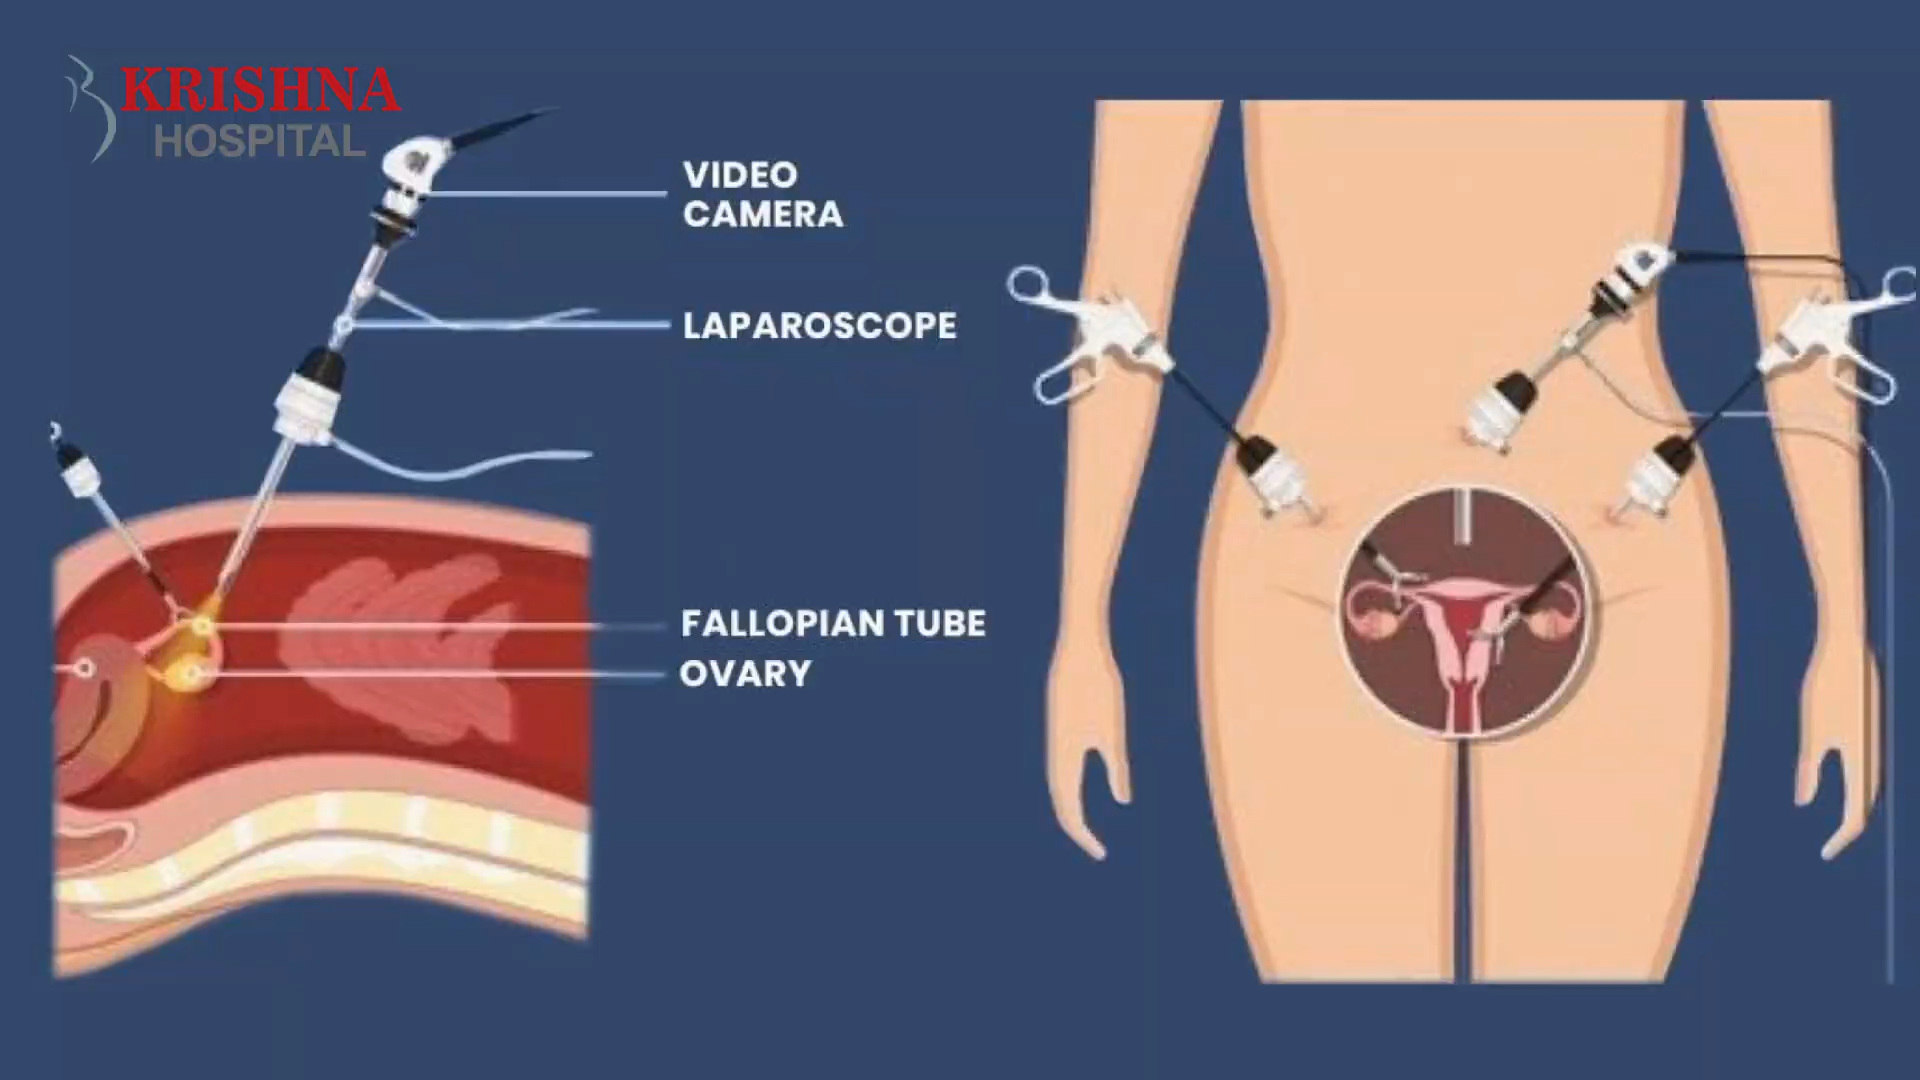 KRISHNA
HOSPITAL
VIDEO
CAMERA
LAPAROSCOPE
FALLOPIAN TUBE
OVARY